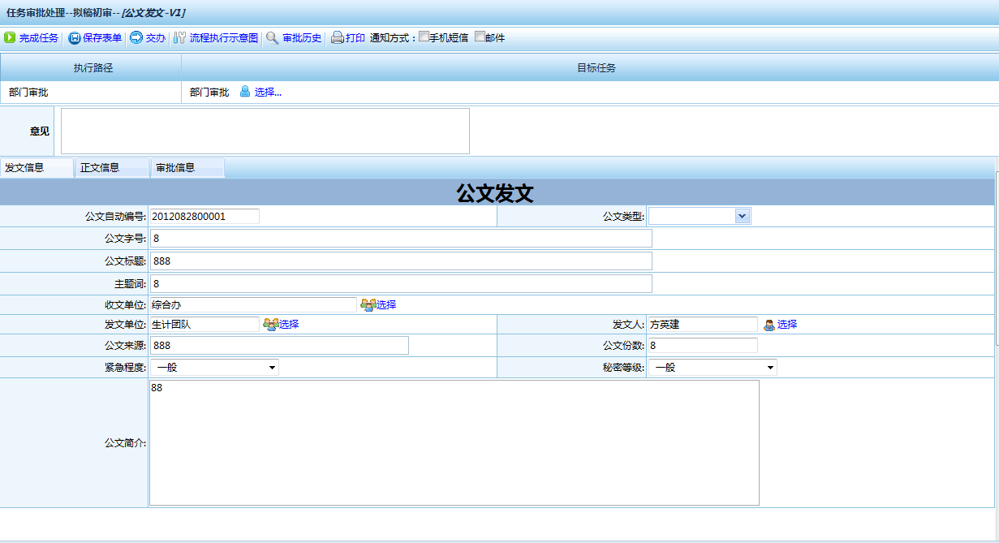 任务审批处理--拟稿初审--[公文发文-V1]
完成任务 保存表单 交办 流程执行示意图 审批历史 打印 通知方式： 手机短信 邮件
执行路径 目标任务
部门审批 部门审批 选择...
意见
发文信息 正文信息 审批信息
公文发文
公文自动编号: 2012082800001 公文类型:
公文字号: 8
公文标题: 888
主题词: 8
收文单位: 综合办 选择
发文单位: 生计团队 选择 发文人: 方英建 选择
公文来源: 888 公文份数: 8
紧急程度: 一般 秘密等级: 一般
公文简介: 88